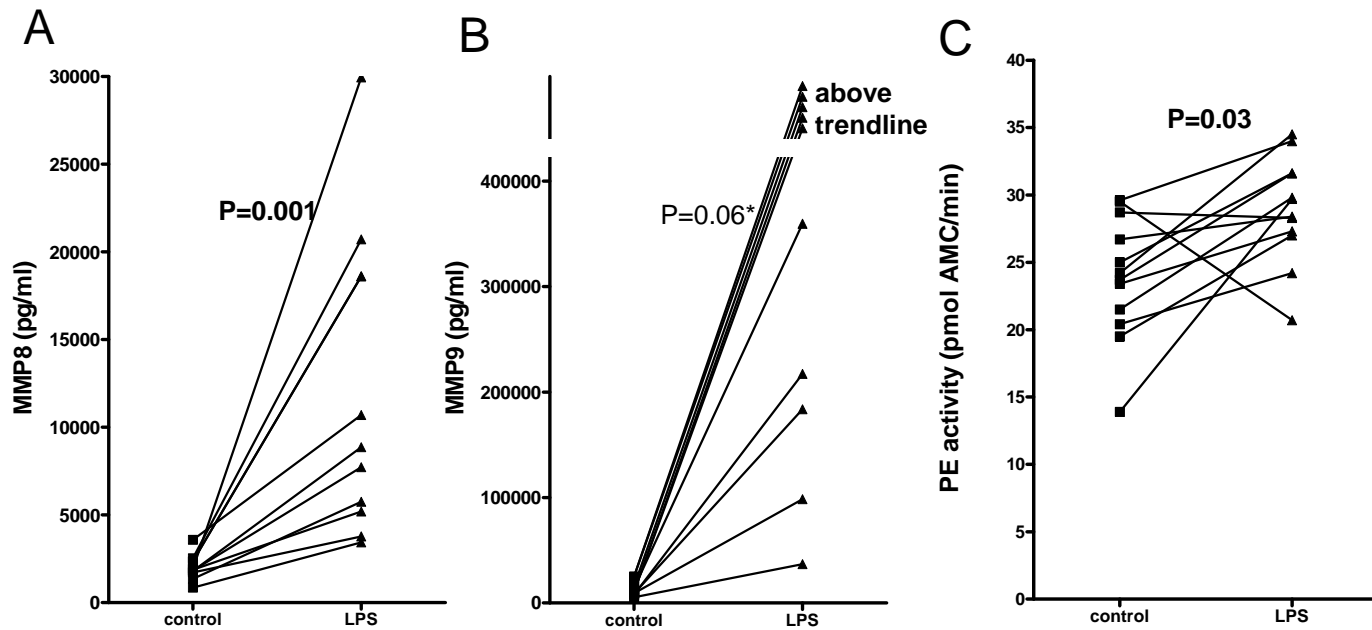 A
MMP8 (pg/ml)
30000
25000
20000
15000
10000
5000
0
P=0.001
control
LPS
B
MMP9 (pg/ml)
400000
300000
200000
100000
0
above
trendline
P=0.06*
control
LPS
C
PE activity (pmol AMC/min)
40
35
30
25
20
15
10
5
0
P=0.03
control
LPS